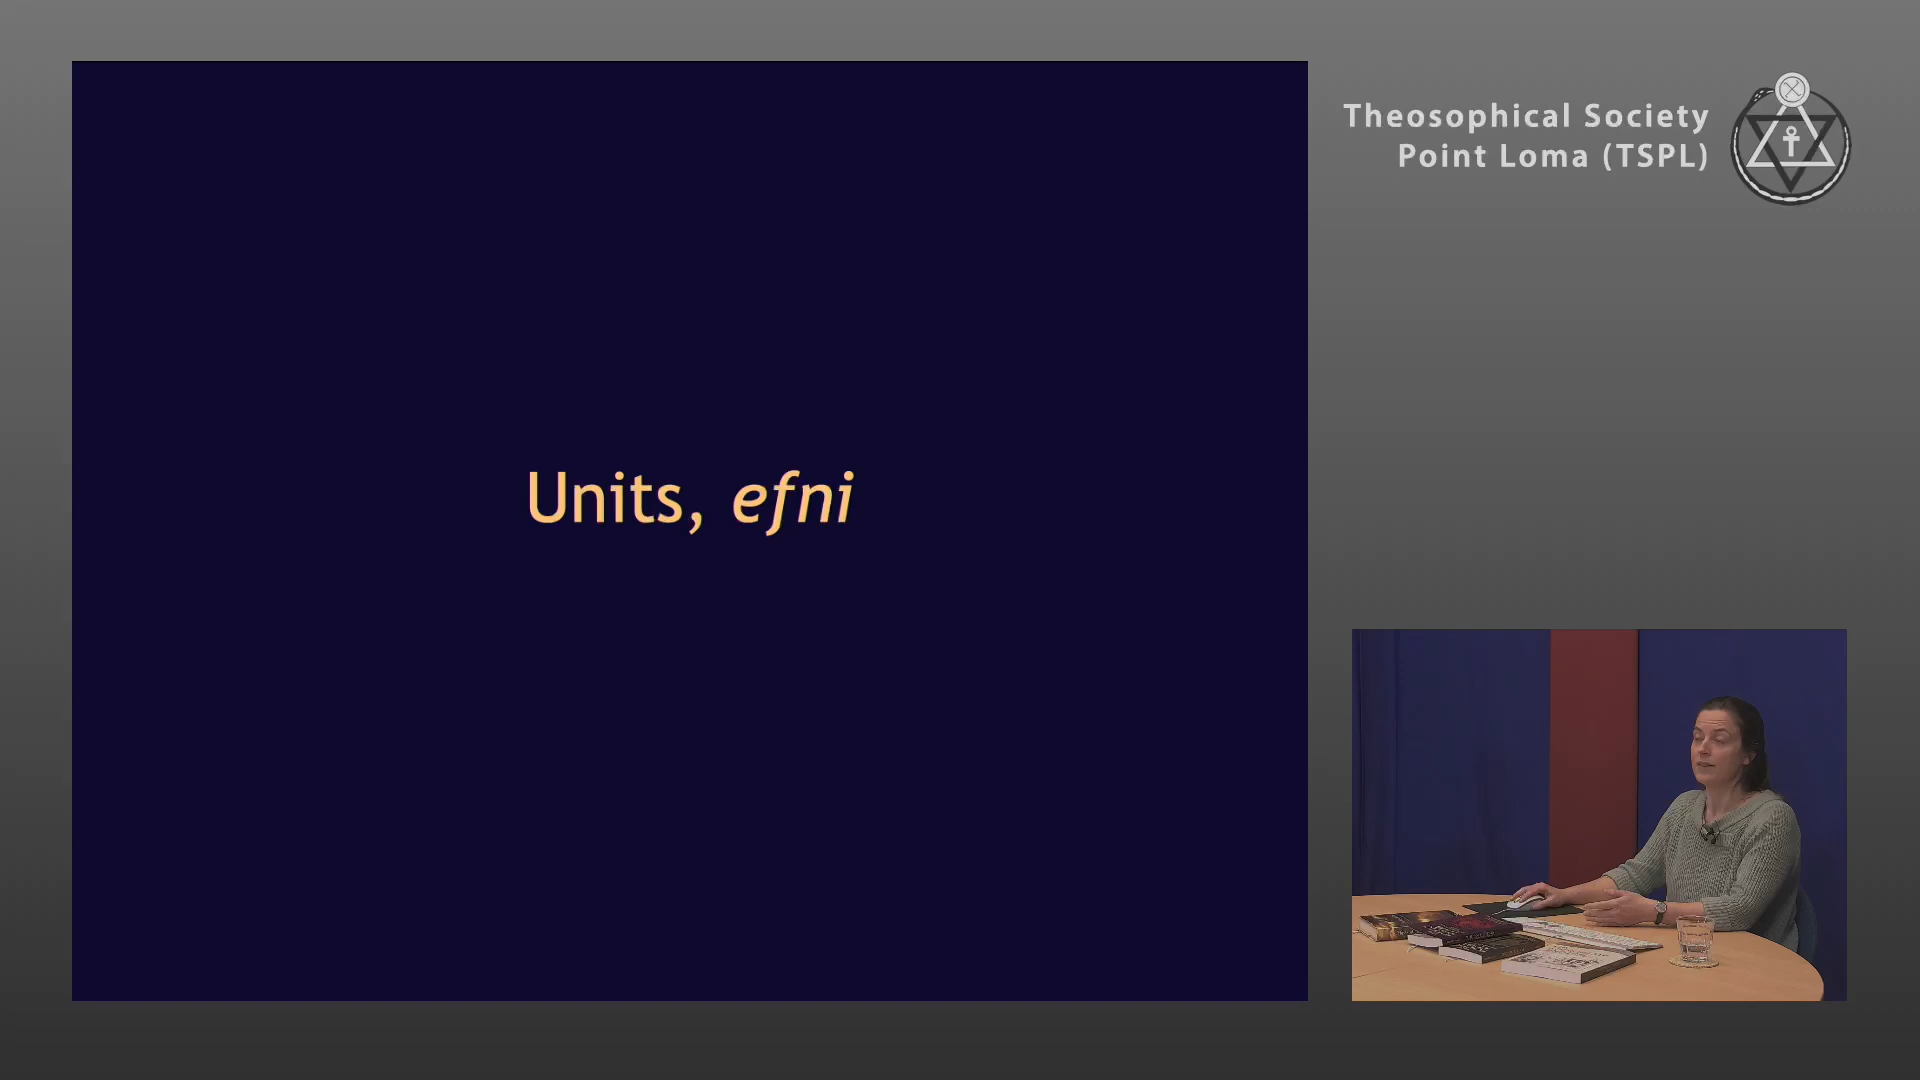 Theosophical Society
Point Loma (TSPL)
Units, efni